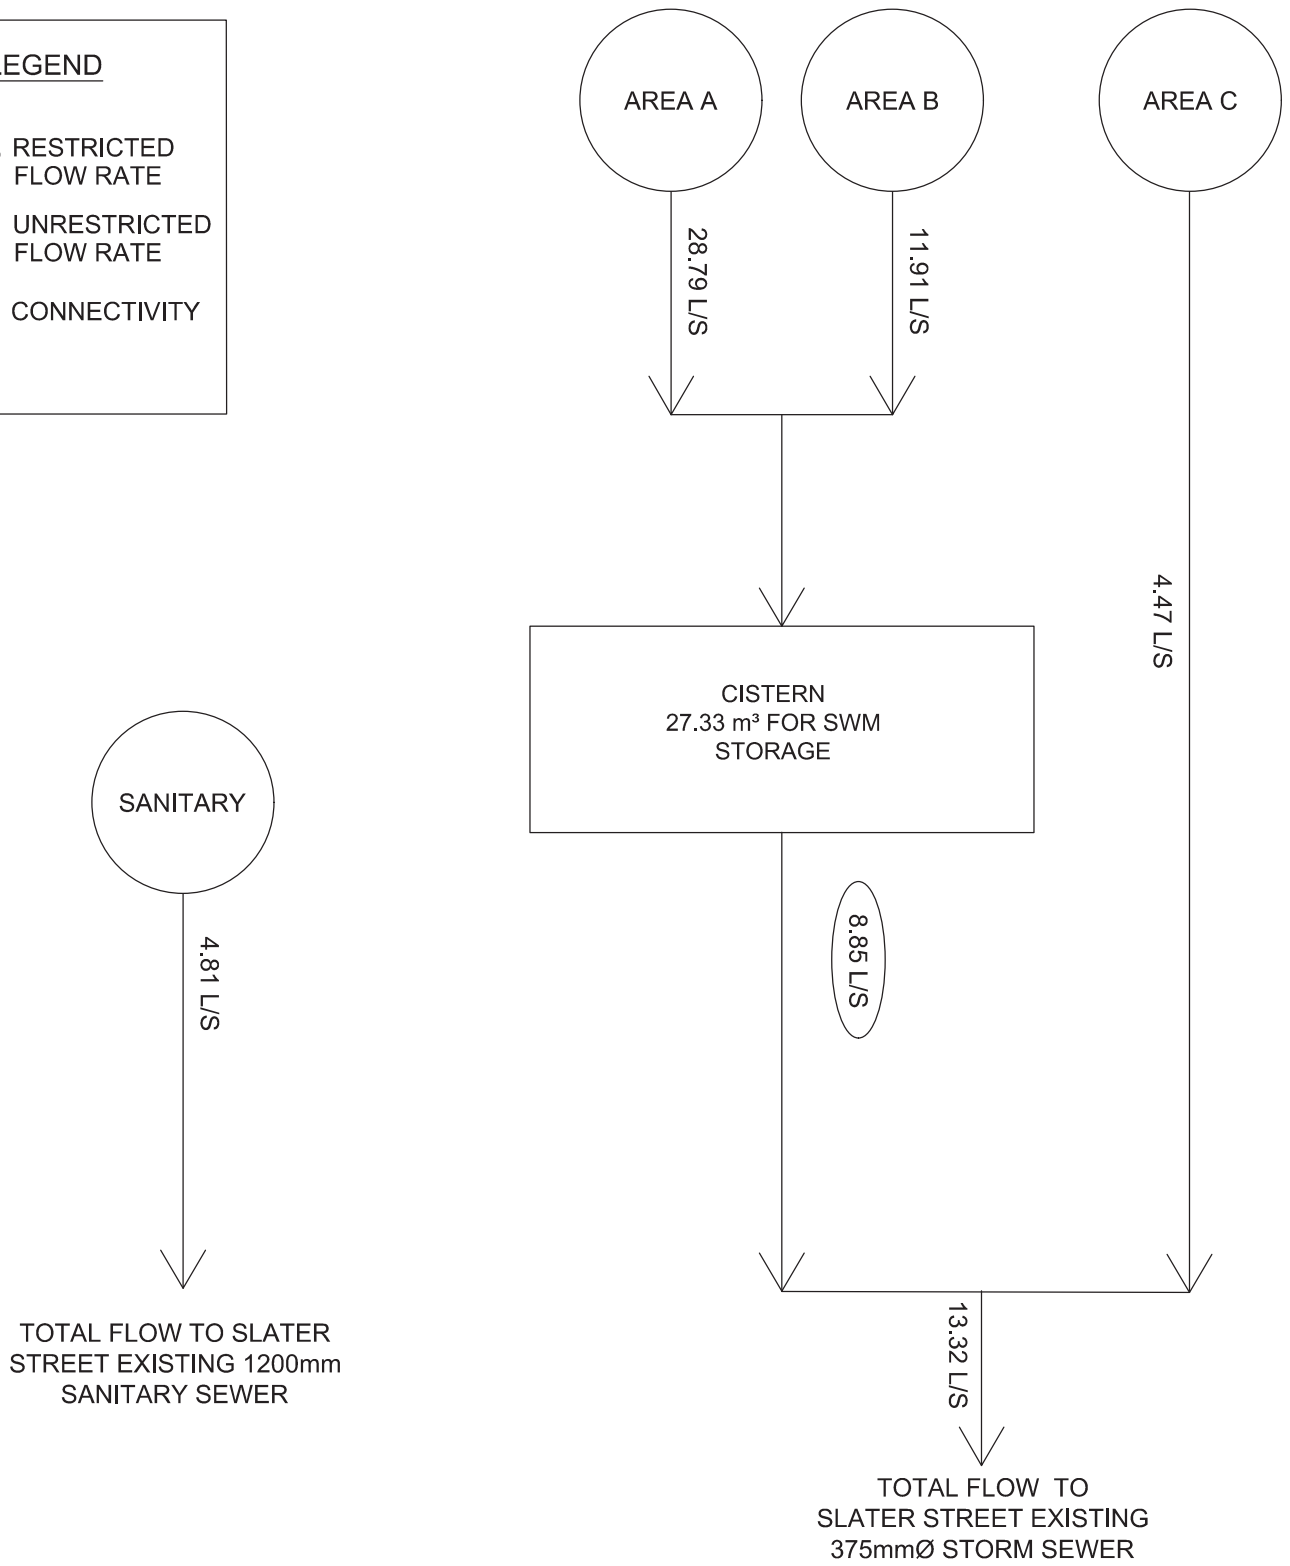 LEGEND
RESTRICTED
FLOW RATE
UNRESTRICTED
FLOW RATE
CONNECTIVITY
AREA A
AREA B
AREA C
28.79 L/S
11.91 L/S
4.47 L/S
CISTERN
27.33 m³ FOR SWM
STORAGE
SANITARY
8.85 L/S
4.81 L/S
13.32 L/S
TOTAL FLOW TO SLATER
STREET EXISTING 1200mm
SANITARY SEWER
TOTAL FLOW TO
SLATER STREET EXISTING
375mmØ STORM SEWER